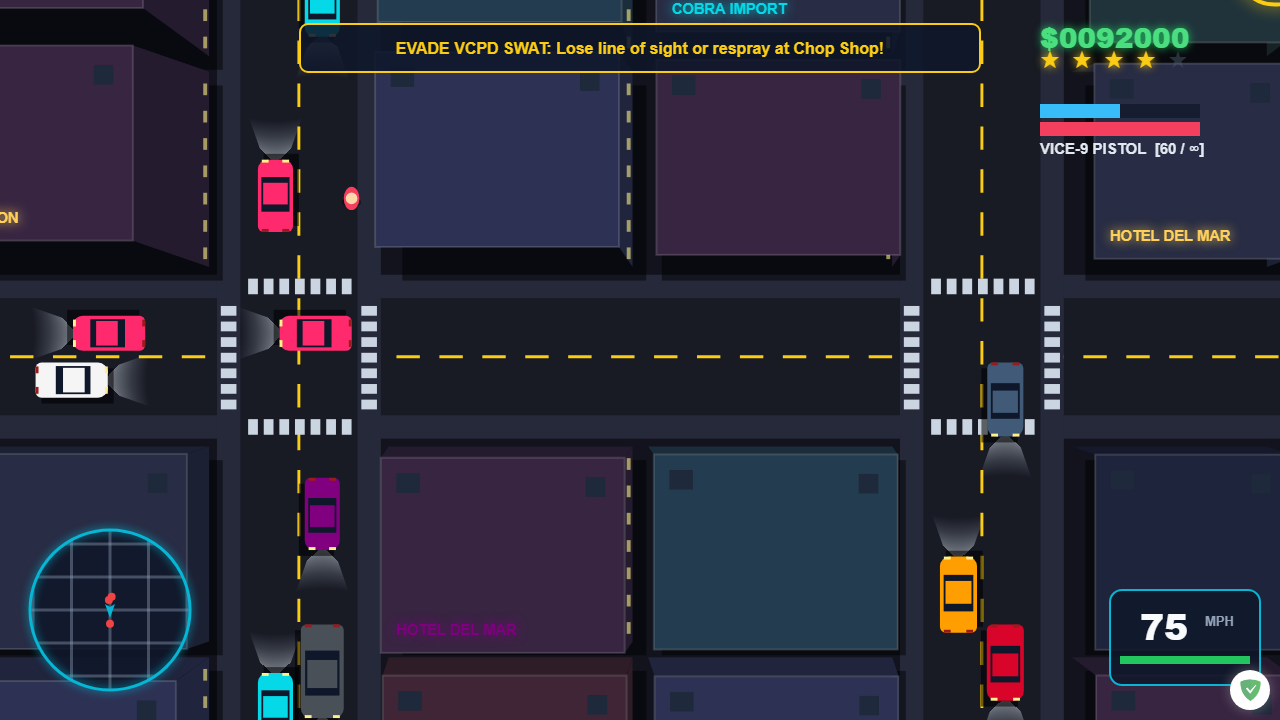 COBRA IMPORT
EVADE VCPD SWAT: Lose line of sight or respray at Chop Shop!
$0092000
VICE-9 PISTOL [60 / ∞]
ON
HOTEL DEL MAR
HOTEL DEL MAR
75 MPH